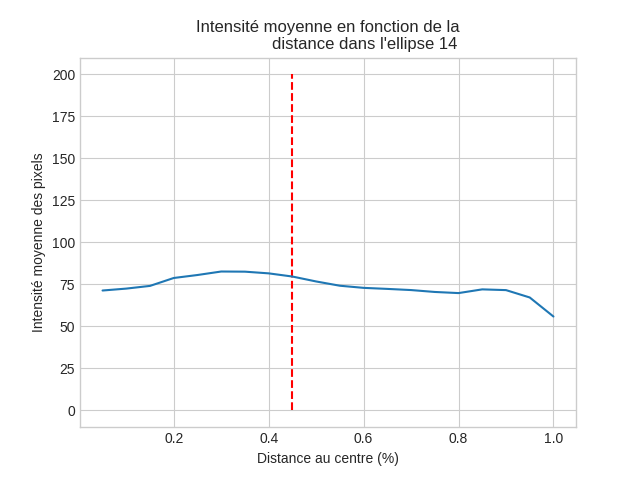 Intensité moyenne en fonction de la
distance dans l'ellipse 14
Intensité moyenne des pixels
200
175
150
125
100
75
50
25
0
0.2 0.4 0.6 0.8 1.0
Distance au centre (%)